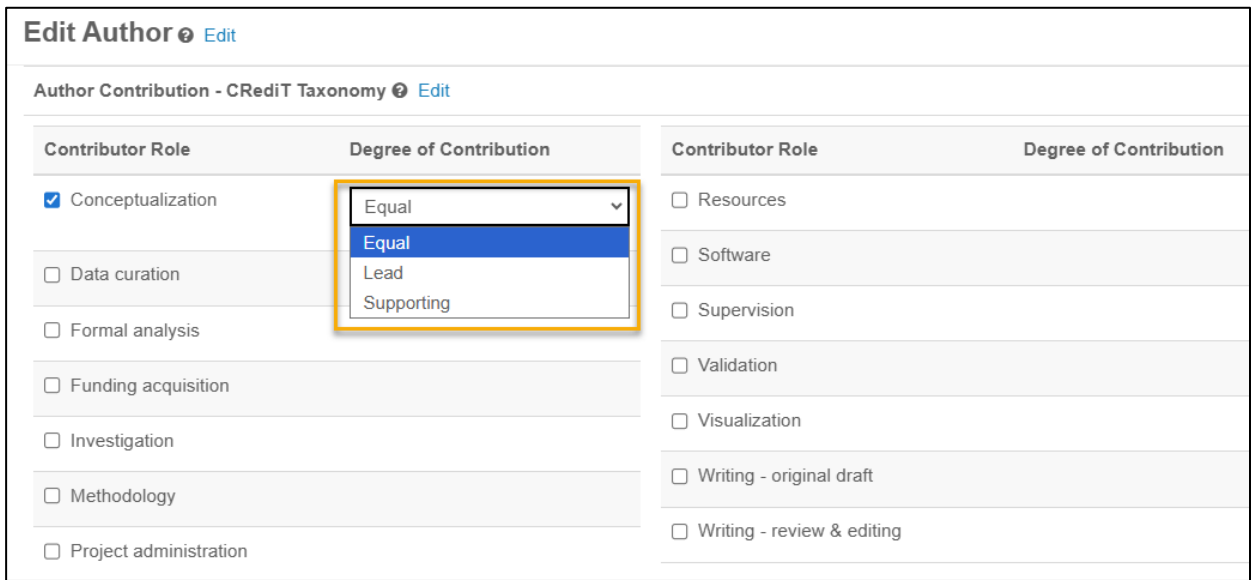 Edit Author ? Edit
Author Contribution - CRediT Taxonomy ? Edit
Contributor Role Degree of Contribution
Conceptualization Equal
Equal
Lead
Supporting
Data curation
Formal analysis
Funding acquisition
Investigation
Methodology
Project administration
Contributor Role Degree of Contribution
Resources
Software
Supervision
Validation
Visualization
Writing - original draft
Writing - review & editing